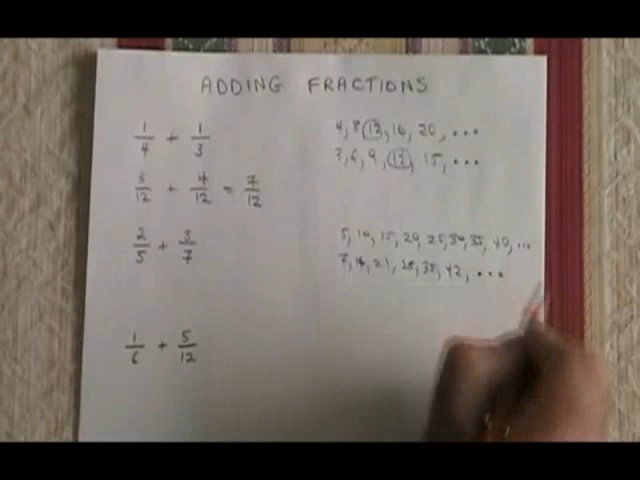 ADDING FRACTIONS
1/4 + 1/3
4, 8, 12, 16, 20, ...
3, 6, 9, 12, 15, ...
3/12 + 4/12 = 7/12
2/5 + 3/7
5, 10, 15, 20, 25, 30, 35, 40, ...
7, 14, 21, 28, 35, 42, ...
1/6 + 5/12